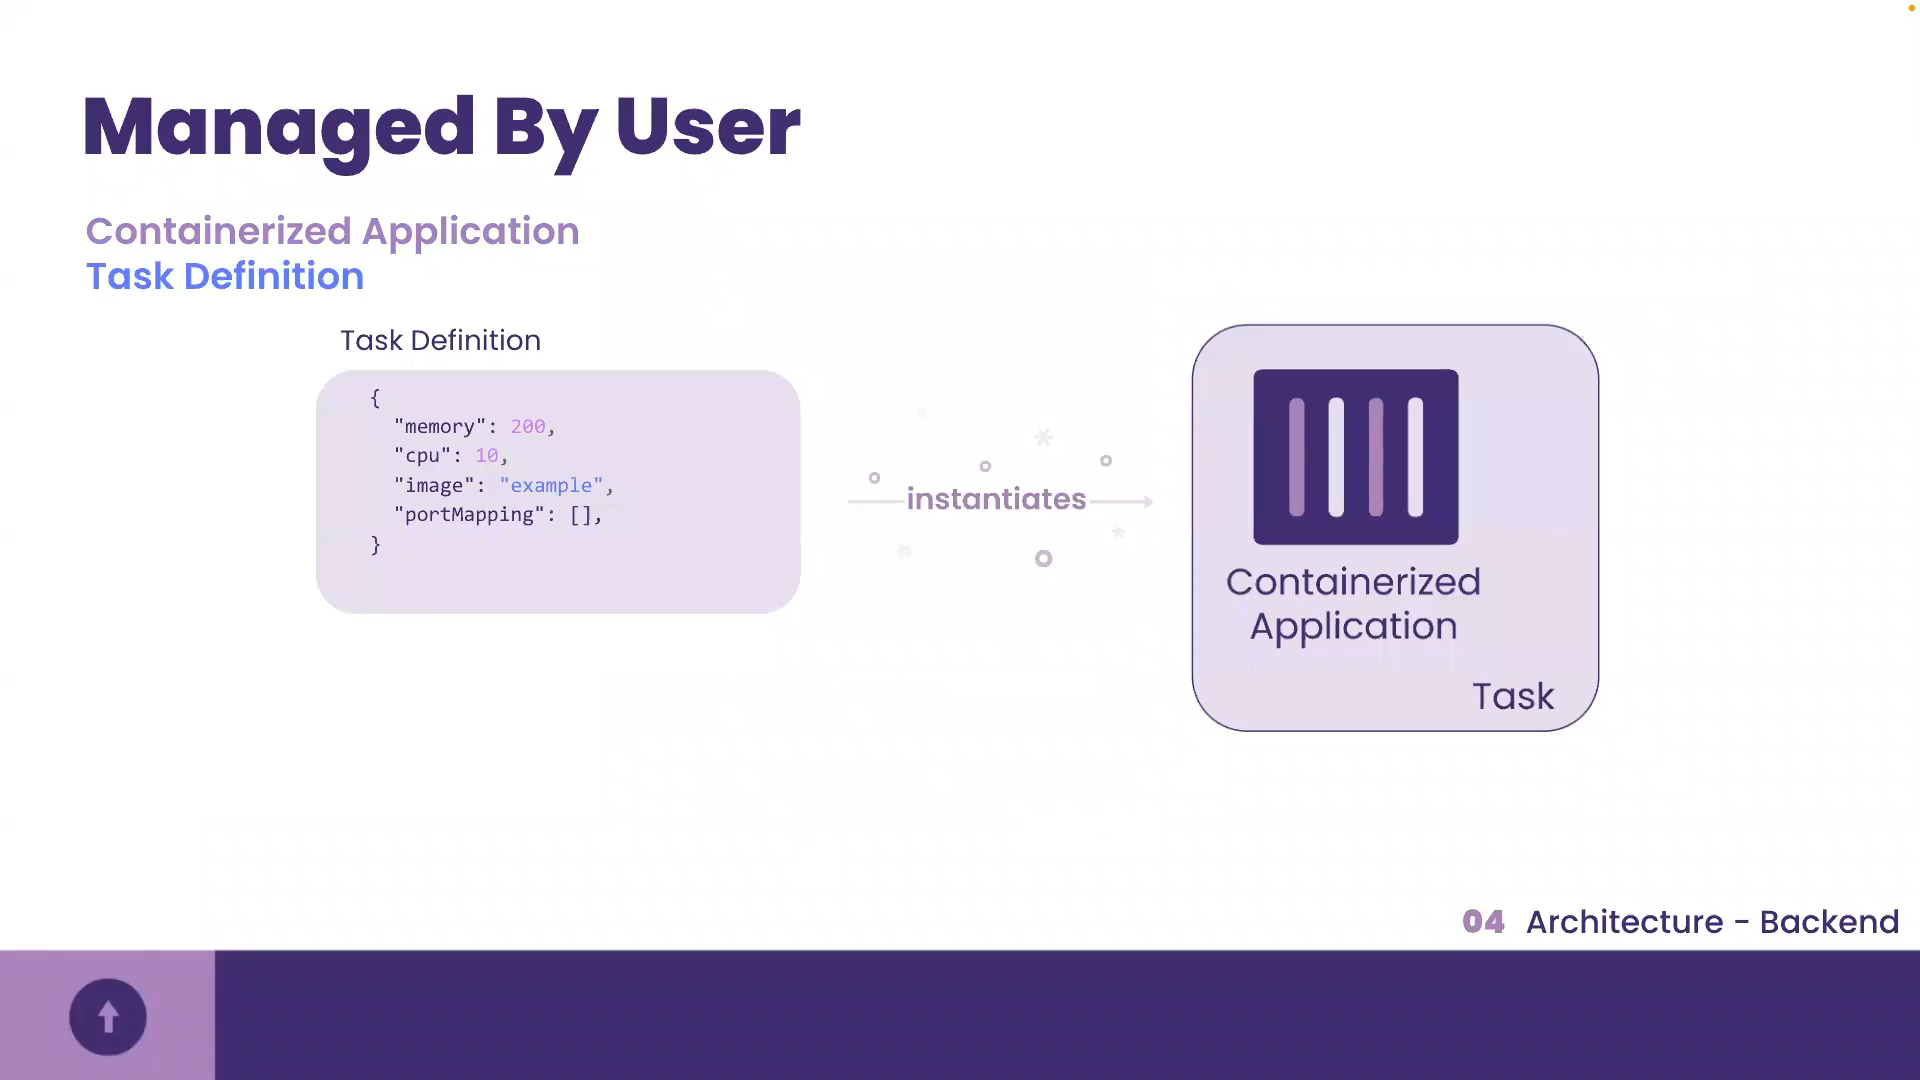 Managed By User
Containerized Application
Task Definition
Task Definition
{
"memory": 200,
"cpu": 10,
"image": "example",
"portMapping": [],
}
instantiates
Containerized
Application
Task
04 Architecture - Backend